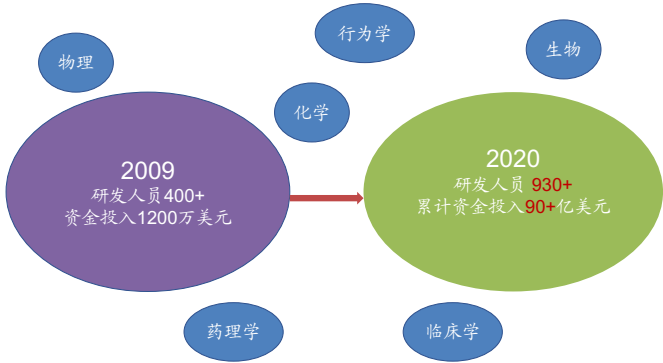 行为学
物理
生物
化学
2009
研发人员400+
资金投入1200万美元
2020
研发人员 930+
累计资金投入90+亿美元
药理学
临床学